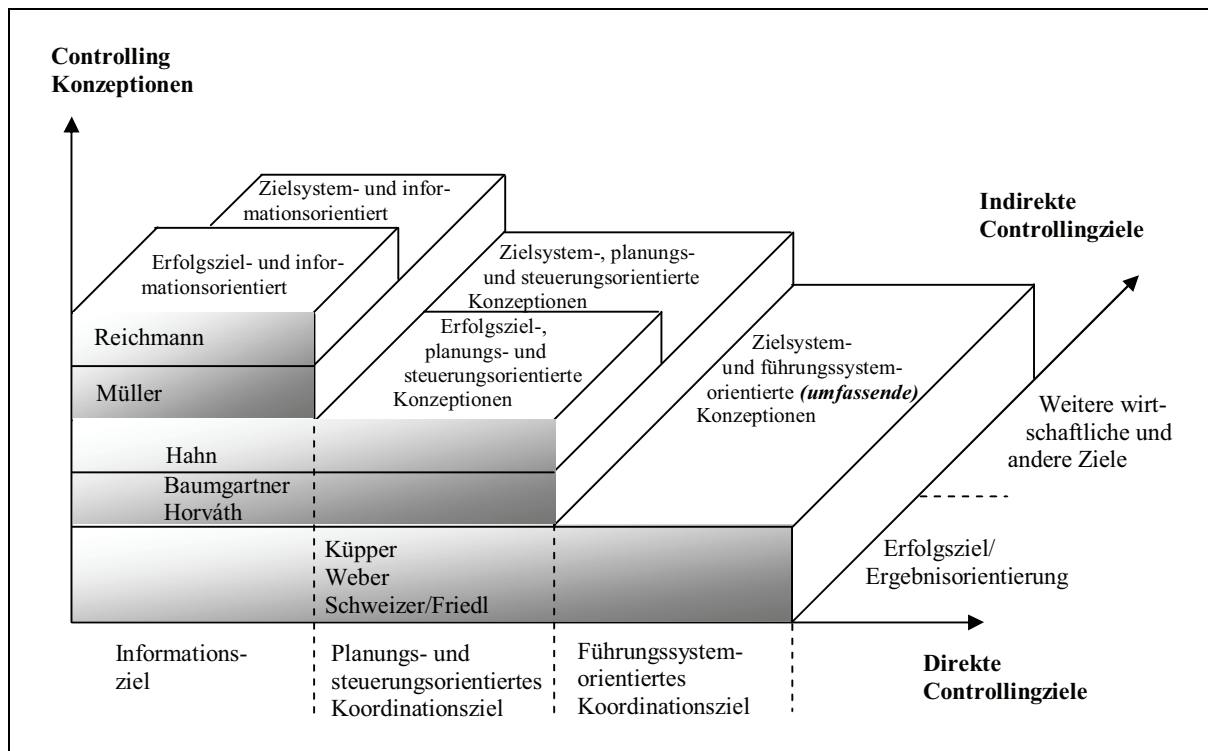 Controlling
Konzeptionen
Zielsystem- und infor-
mationsorientiert
Erfolgsziel- und infor-
mationsorientiert
Indirekte
Controllingziele
Zielsystem-, planungs-
und steuerungsorientierte
Konzeptionen
Erfolgsziel-,
planungs- und
steuerungsorientierte
Konzeptionen
Zielsystem-
und führungssystem-
orientierte (umfassende)
Konzeptionen
Reichmann
Müller
Hahn
Baumgartner
Horváth
Küpper
Weber
Schweizer/Friedl
Weitere wirt-
schaftliche und
andere Ziele
Erfolgsziel/
Ergebnisorientierung
Informations-
ziel
Planungs- und
steuerungsorientiertes
Koordinationsziel
Führungssystem-
orientiertes
Koordinationsziel
Direkte
Controllingziele